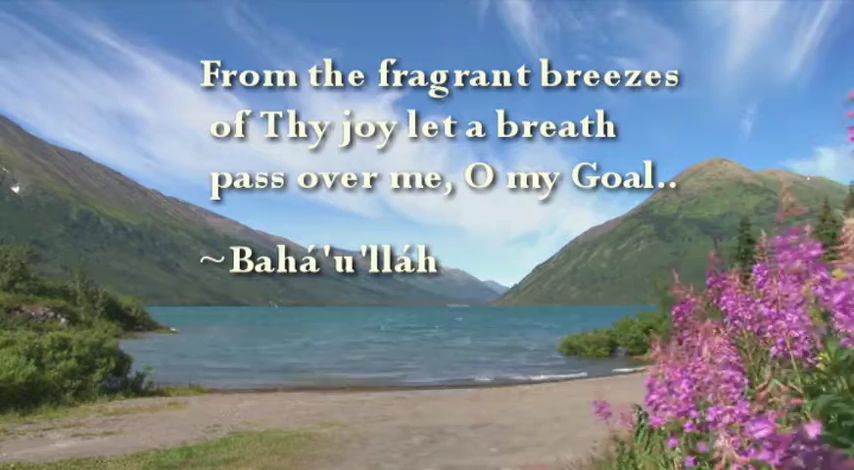 From the fragrant breezes
of Thy joy let a breath
pass over me, O my Goal..
~Bahá'u'lláh